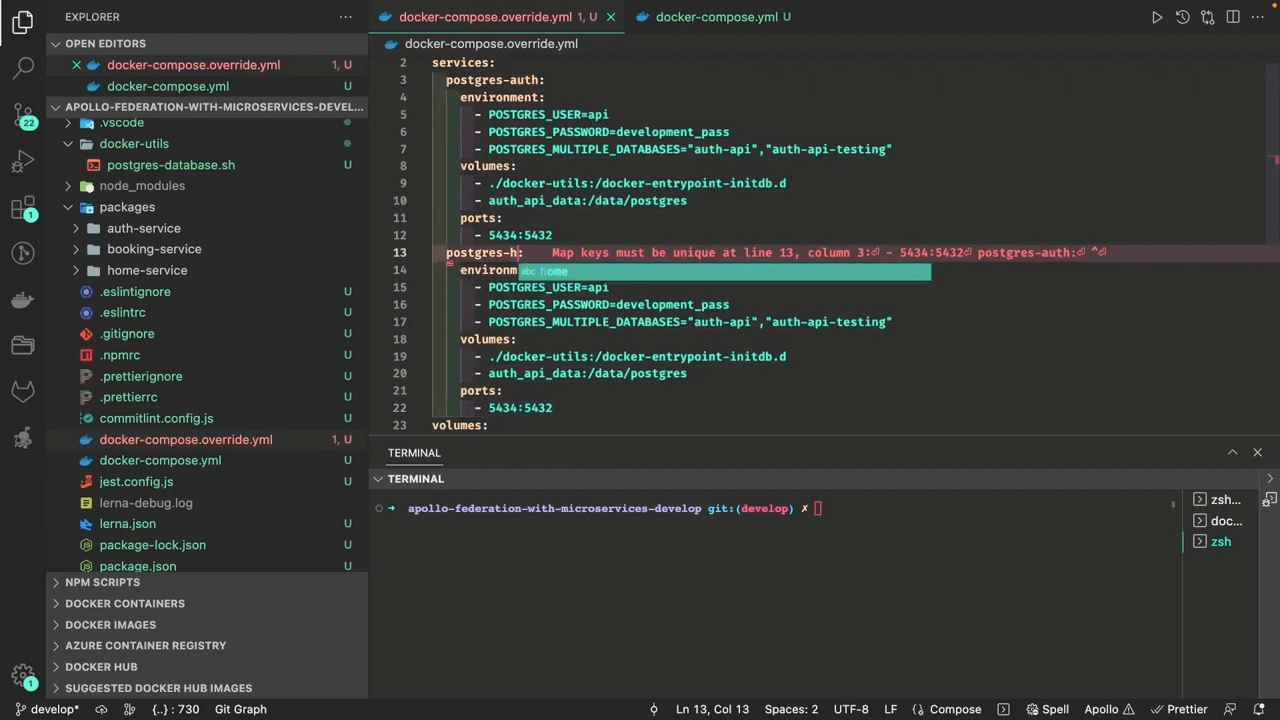 EXPLORER
OPEN EDITORS
docker-compose.override.yml 1, U
docker-compose.yml
APOLLO-FEDERATION-WITH-MICROSERVICES-DEVEL...
.vscode
docker-utils
postgres-database.sh U
node_modules
packages
auth-service
booking-service
home-service
.eslintignore U
.eslintrc U
.gitignore U
.npmrc U
.prettierignore U
.prettierrc U
commitlint.config.js U
docker-compose.override.yml 1, U
docker-compose.yml U
jest.config.js U
lerna-debug.log
lerna.json U
package-lock.json U
package.json U
NPM SCRIPTS
DOCKER CONTAINERS
DOCKER IMAGES
AZURE CONTAINER REGISTRY
DOCKER HUB
SUGGESTED DOCKER HUB IMAGES
22
1
1
docker-compose.override.yml 1, U
docker-compose.yml U
docker-compose.override.yml
2 services:
3 postgres-auth:
4 environment:
5 - POSTGRES_USER=api
6 - POSTGRES_PASSWORD=development_pass
7 - POSTGRES_MULTIPLE_DATABASES="auth-api","auth-api-testing"
8 volumes:
9 - ./docker-utils:/docker-entrypoint-initdb.d
10 - auth_api_data:/data/postgres
11 ports:
12 - 5434:5432
13 postgres-h: Map keys must be unique at line 13, column 3:⏎ - 5434:5432⏎ postgres-auth:⏎ ^⏎
14 environm abc home
15 - POSTGRES_USER=api
16 - POSTGRES_PASSWORD=development_pass
17 - POSTGRES_MULTIPLE_DATABASES="auth-api","auth-api-testing"
18 volumes:
19 - ./docker-utils:/docker-entrypoint-initdb.d
20 - auth_api_data:/data/postgres
21 ports:
22 - 5434:5432
23 volumes:
TERMINAL
TERMINAL
➜ apollo-federation-with-microservices-develop git:(develop) ✗
zsh...
doc...
zsh
develop* {..} : 730 Git Graph Ln 13, Col 13 Spaces: 2 UTF-8 LF Compose Spell Apollo Prettier